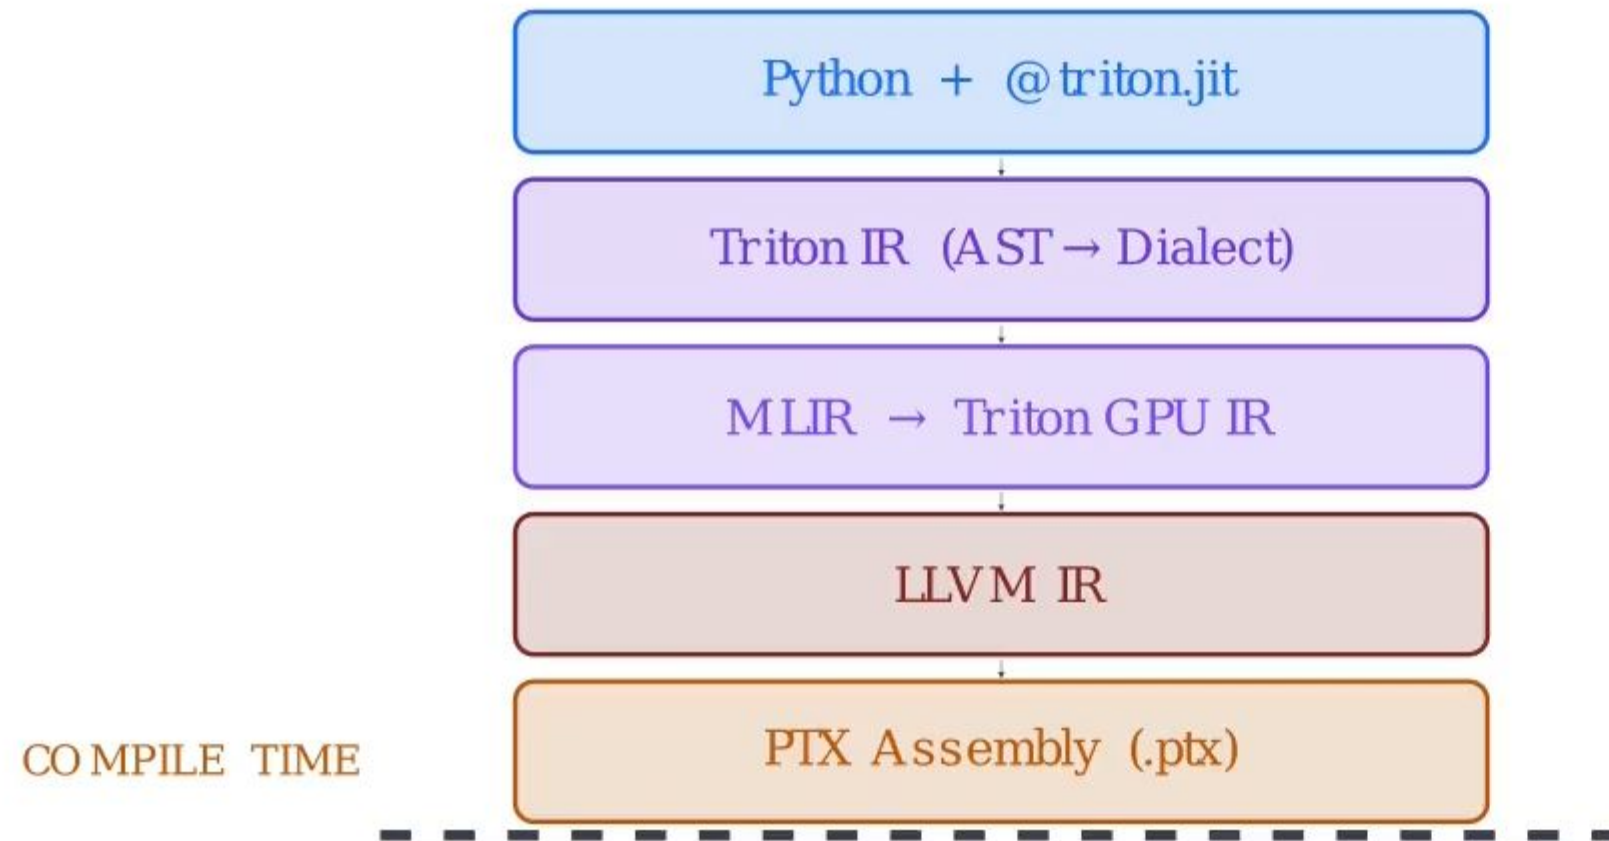 Python + @triton.jit
Triton IR (AST → Dialect)
MLIR → Triton GPU IR
LLVM IR
PTX Assembly (.ptx)
COMPILE TIME